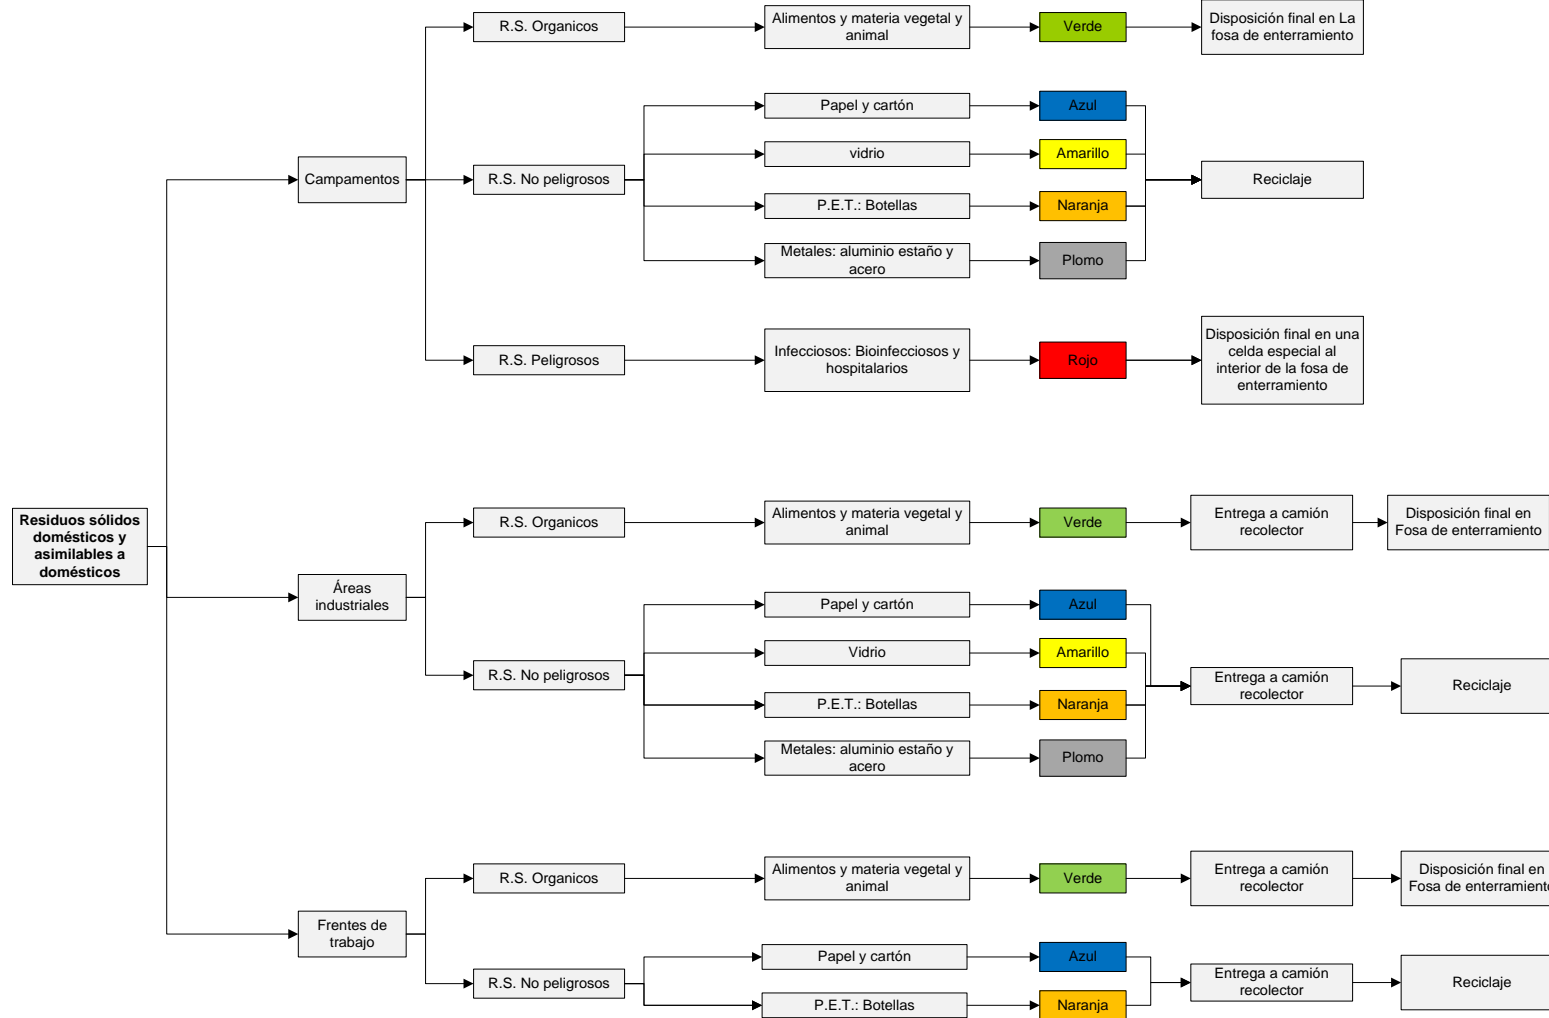 R.S. Organicos
Alimentos y materia vegetal y
animal
Verde
Disposición final en La
fosa de enterramiento
Papel y cartón
Azul
vidrio
Amarillo
Campamentos
R.S. No peligrosos
Reciclaje
P.E.T.: Botellas
Naranja
Metales: aluminio estaño y
acero
Plomo
R.S. Peligrosos
Infecciosos: Bioinfecciosos y
hospitalarios
Rojo
Disposición final en una
celda especial al
interior de la fosa de
enterramiento
Residuos sólidos
domésticos y
asimilables a
domésticos
R.S. Organicos
Alimentos y materia vegetal y
animal
Verde
Entrega a camión
recolector
Disposición final en
Fosa de enterramiento
Áreas
industriales
Papel y cartón
Azul
Vidrio
Amarillo
R.S. No peligrosos
Entrega a camión
recolector
Reciclaje
P.E.T.: Botellas
Naranja
Metales: aluminio estaño y
acero
Plomo
R.S. Organicos
Alimentos y materia vegetal y
animal
Verde
Entrega a camión
recolector
Disposición final en
Fosa de enterramiento
Frentes de
trabajo
Papel y cartón
Azul
R.S. No peligrosos
Entrega a camión
recolector
Reciclaje
P.E.T.: Botellas
Naranja